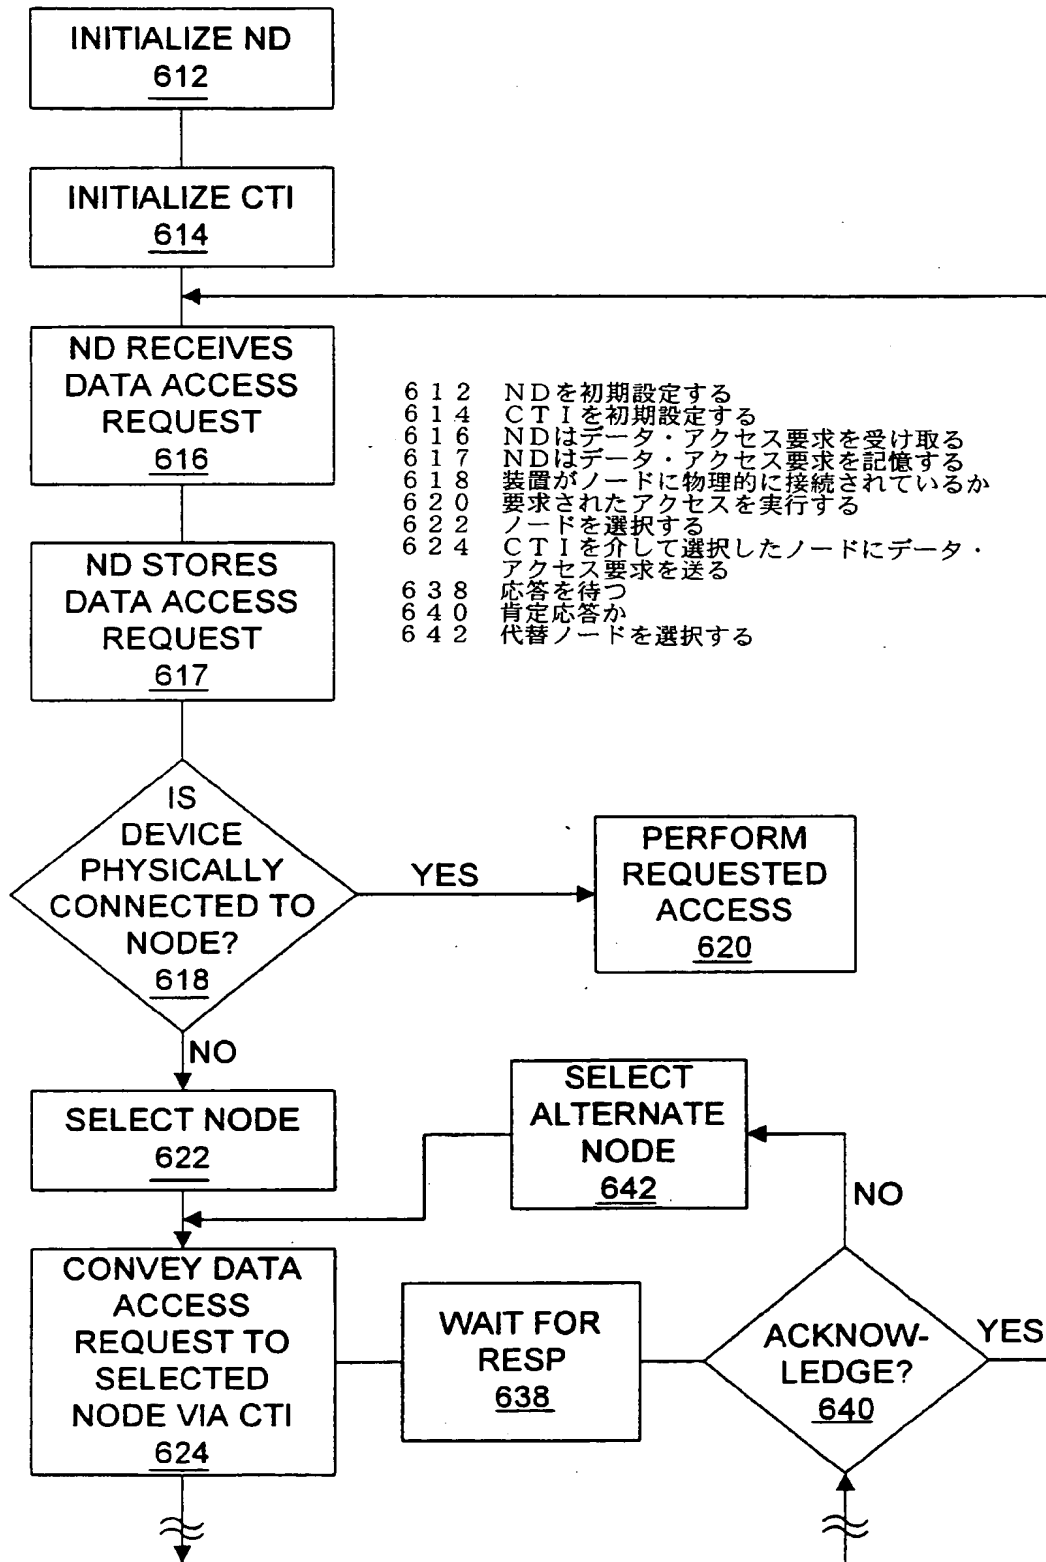 INITIALIZE ND
612
INITIALIZE CTI
614
ND RECEIVES
DATA ACCESS
REQUEST
616
ND STORES
DATA ACCESS
REQUEST
617
612 NDを初期設定する
614 CTIを初期設定する
616 NDはデータ・アクセス要求を受け取る
617 NDはデータ・アクセス要求を記憶する
618 装置がノードに物理的に接続されているか
620 要求されたアクセスを実行する
622 ノードを選択する
624 CTIを介して選択したノードにデータ・
アクセス要求を送る
638 応答を待つ
640 肯定応答か
642 代替ノードを選択する
IS
DEVICE
PHYSICALLY
CONNECTED TO
NODE?
618
YES
PERFORM
REQUESTED
ACCESS
620
NO
SELECT NODE
622
SELECT
ALTERNATE
NODE
642
NO
CONVEY DATA
ACCESS
REQUEST TO
SELECTED
NODE VIA CTI
624
WAIT FOR
RESP
638
ACKNOW-
LEDGE?
640
YES